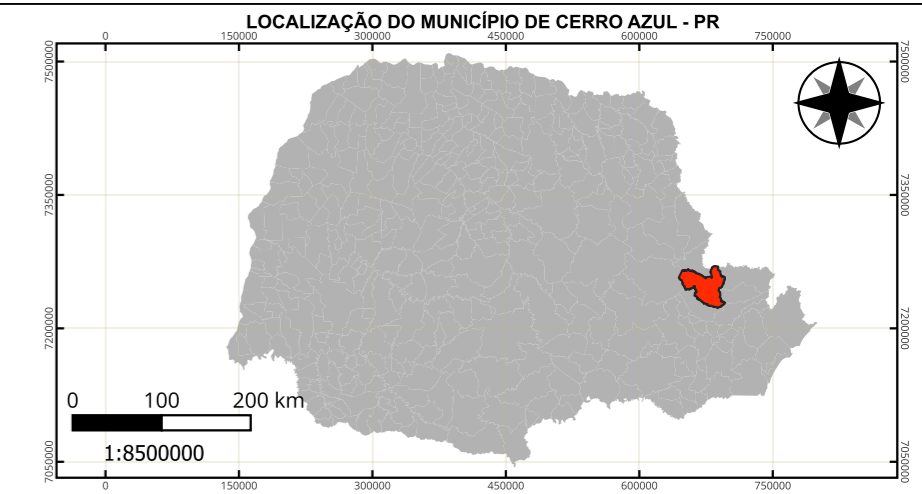 LOCALIZAÇÃO DO MUNICÍPIO DE CERRO AZUL - PR
0 150000 300000 450000 600000 750000
7500000 7500000
7350000 7350000
7200000 7200000
0 100 200 km
1:8500000
7050000 7050000
0 150000 300000 450000 600000 750000